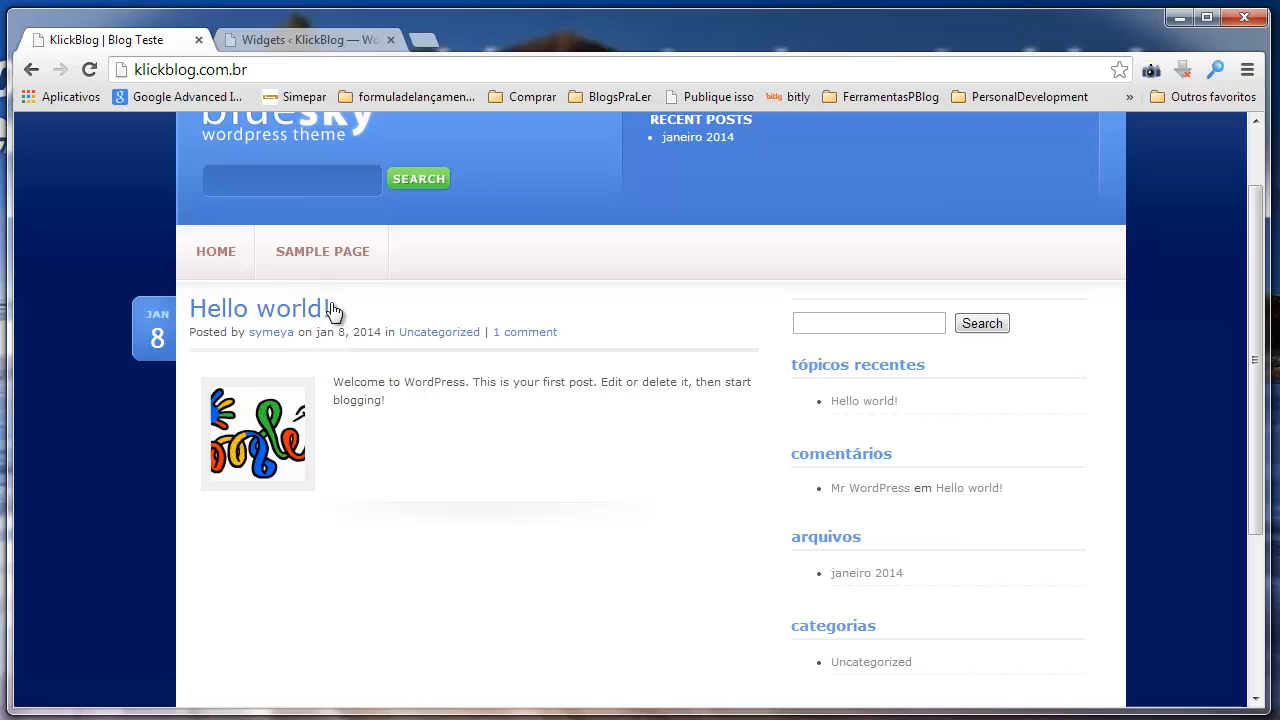 KlickBlog | Blog Teste
Widgets ‹ KlickBlog — Wo
klickblog.com.br
Aplicativos
Google Advanced I...
Simepar
formuladelançamen...
Comprar
BlogsPraLer
Publiquesso
bitly bitly
FerramentasPBlog
PersonalDevelopment
»
Outros favoritos
bluesky
wordpress theme
SEARCH
RECENT POSTS
janeiro 2014
HOME
SAMPLE PAGE
JAN
8
Hello world!
Posted by symeya on jan 8, 2014 in Uncategorized | 1 comment
Welcome to WordPress. This is your first post. Edit or delete it, then start
blogging!
Search
tópicos recentes
Hello world!
comentários
Mr WordPress em Hello world!
arquivos
janeiro 2014
categorias
Uncategorized